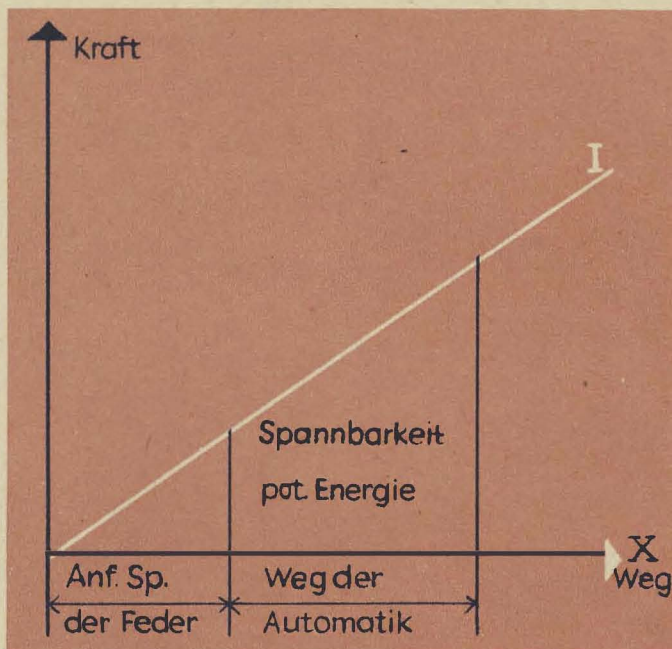 Kraft
I
Spannbarkeit
pot. Energie
X
Weg
Anf. Sp.
der Feder
Weg der
Automatik